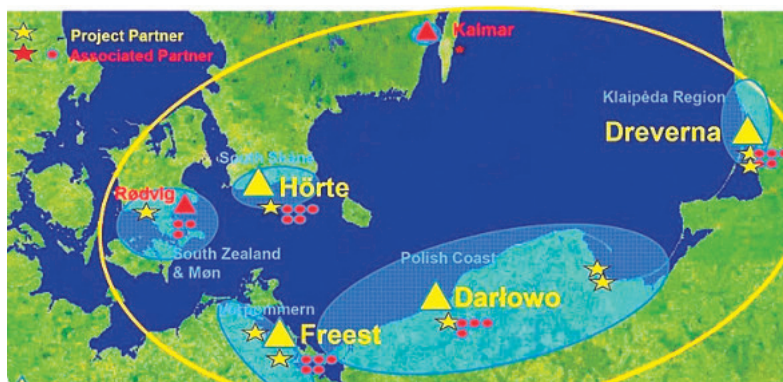 Project Partner
Associated Partner
Kalmar
Klaipėda Region
Dreverna
South Skåne
Hörte
Rødvig
South Zealand
& Møn
Polish Coast
Darłowo
Vorpommern
Freest